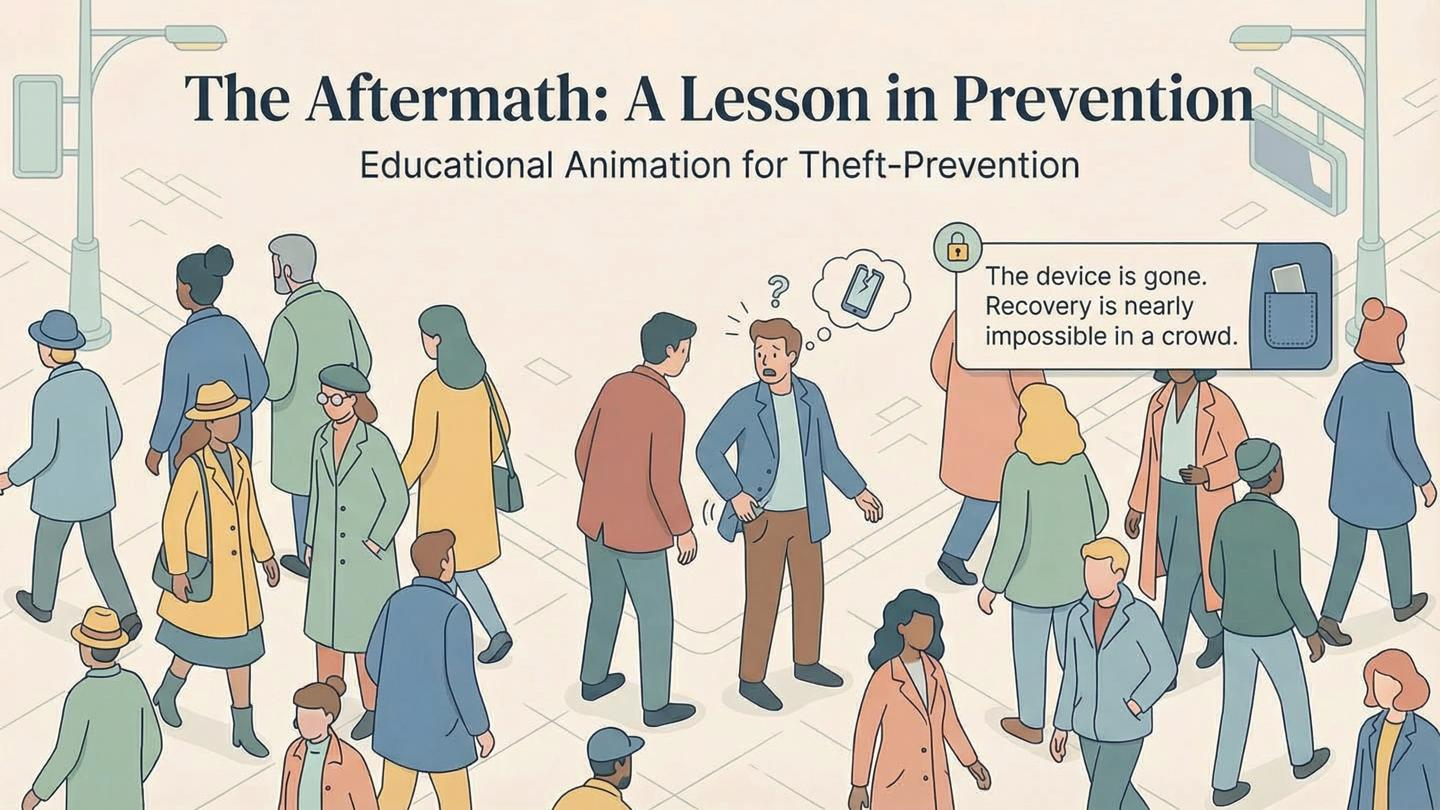 The Aftermath: A Lesson in Prevention
Educational Animation for Theft-Prevention
?
The device is gone.
Recovery is nearly
impossible in a crowd.